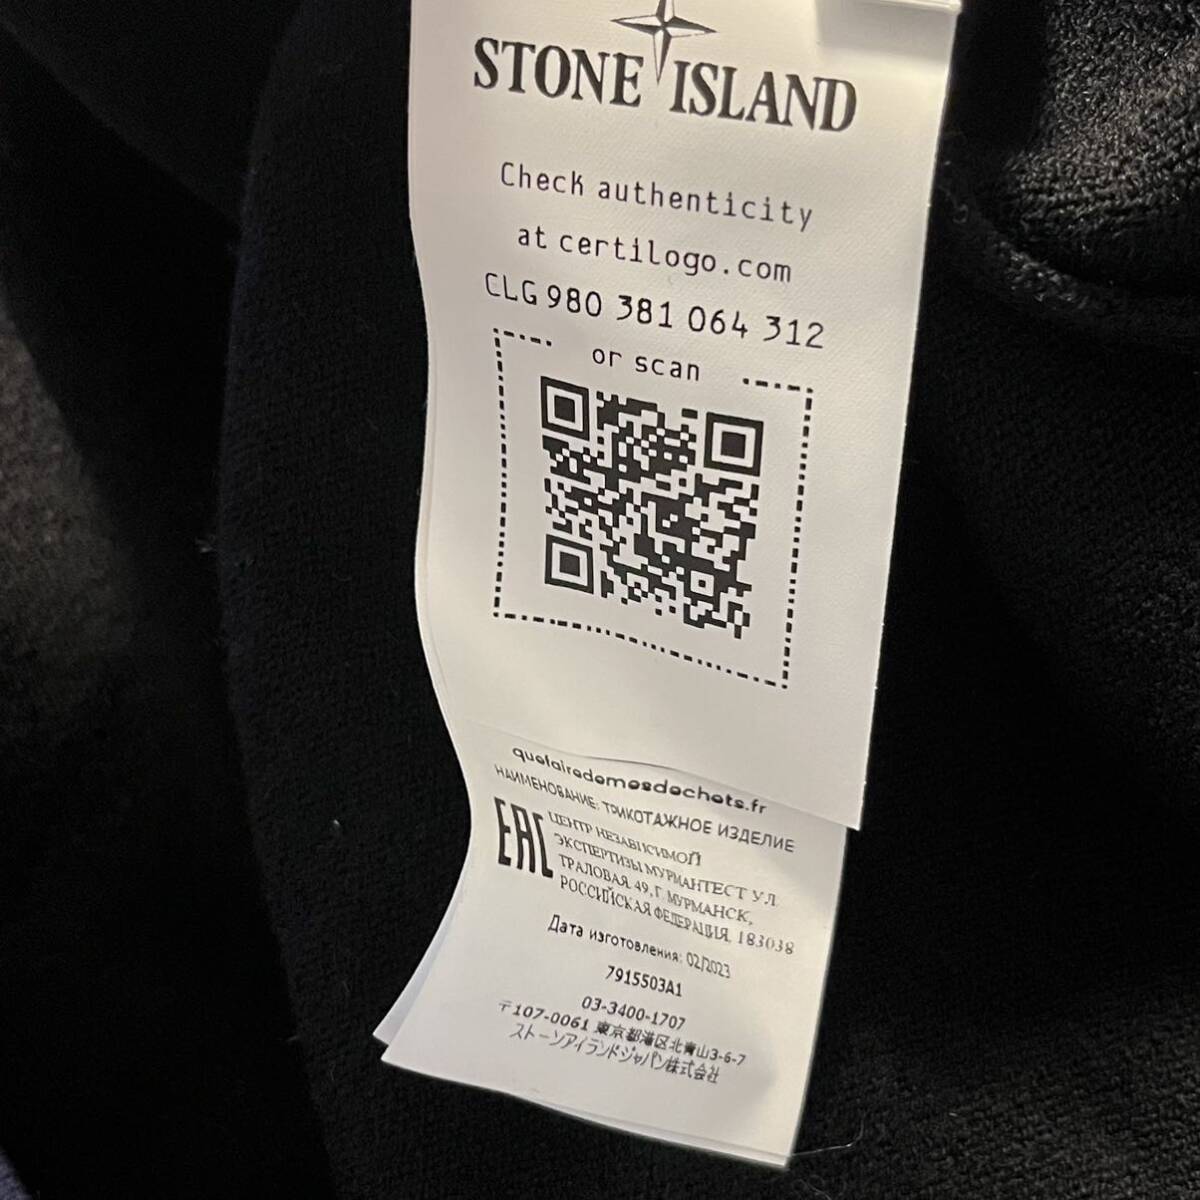 STONE ISLAND
Check authenticity
at certilogo.com
CLG 980 381 064 312
or scan
quefairedemesdechets.fr
НАИМЕНОВАНИЕ: ТРИКОТАЖНОЕ ИЗДЕЛИЕ
EAC
ЦЕНТР НЕЗАВИСИМОЙ
ЭКСПЕРТИЗЫ МУРМАНТЕСТ УЛ.
ТРАЛОВАЯ 49, Г. МУРМАНСК,
РОССИЙСКАЯ ФЕДЕРАЦИЯ, 183038
Дата изготовления: 02/2023
7915503A1
03-3400-1707
〒107-0061 東京都港区北青山3-6-7
ストーンアイランドジャパン株式会社